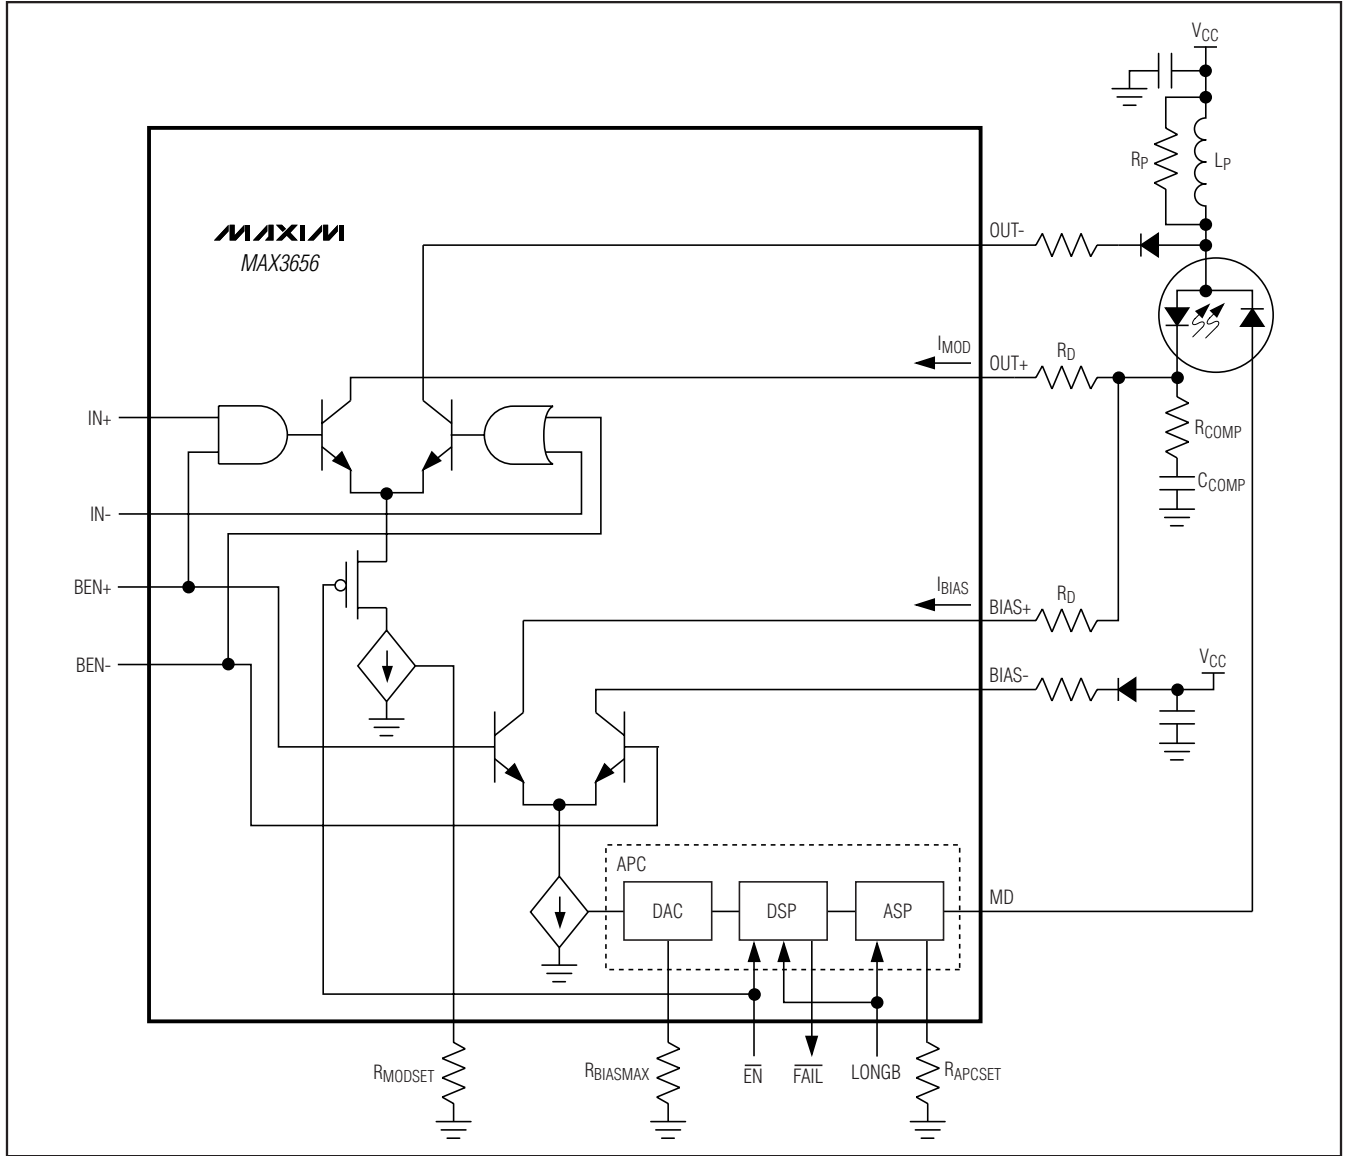 VCC
RP
LP
MAXIM
MAX3656
OUT-
IMOD
OUT+
RD
RCOMP
CCOMP
IN+
IN-
BEN+
BEN-
IBIAS
BIAS+
RD
BIAS-
VCC
APC
DAC
DSP
ASP
MD
RMODSET
RBIASMAX
EN
FAIL
LONGB
RAPCSET